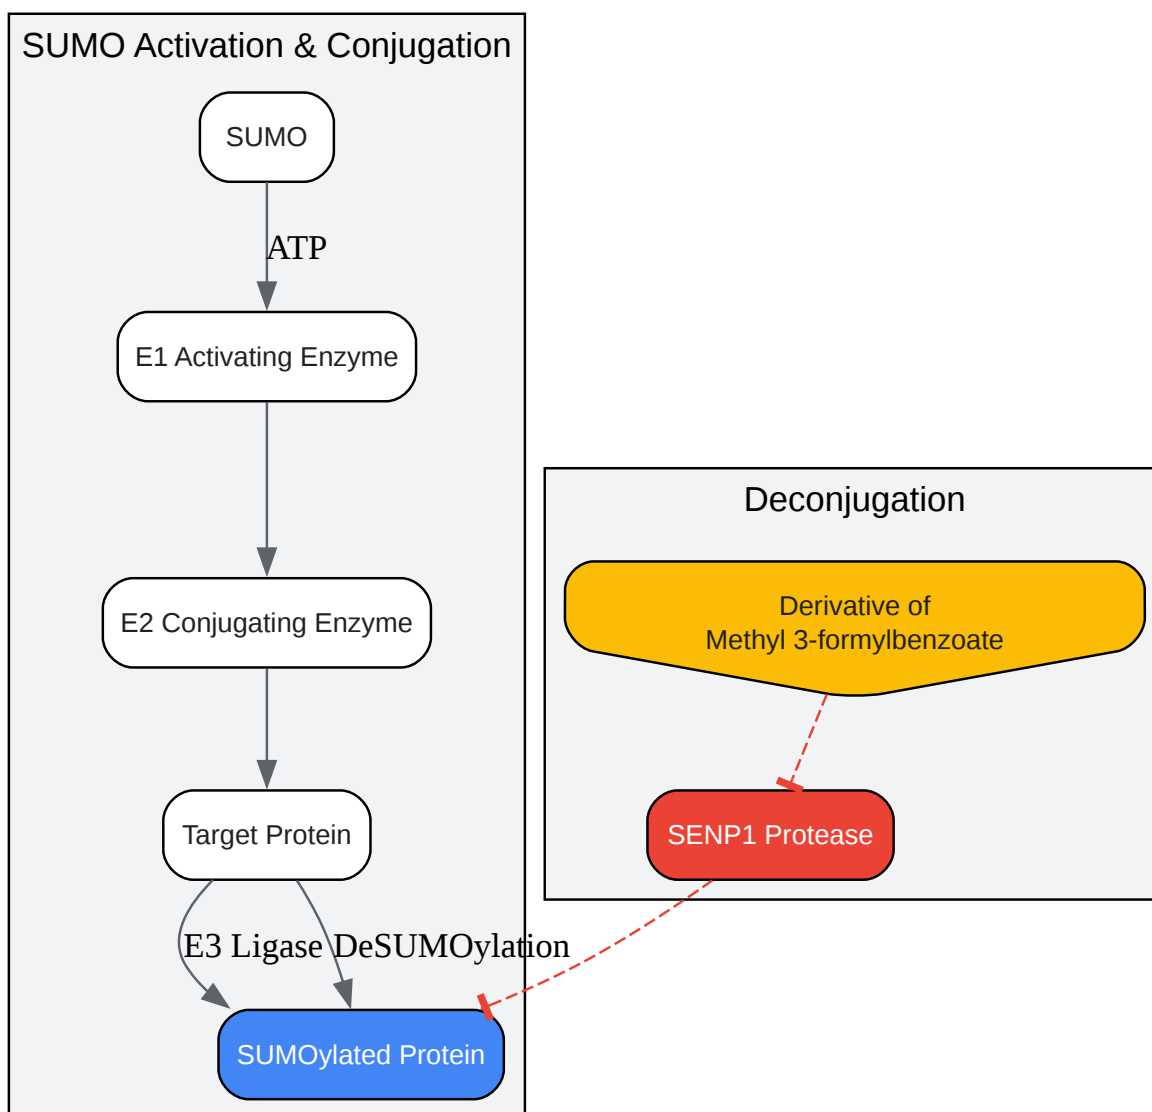 SUMO Activation & Conjugation
SUMO
ATP
E1 Activating Enzyme
E2 Conjugating Enzyme
Target Protein
E3 Ligase
DeSUMOylation
SUMOylated Protein
Deconjugation
Derivative of
Methyl 3-formylbenzoate
SENP1 Protease